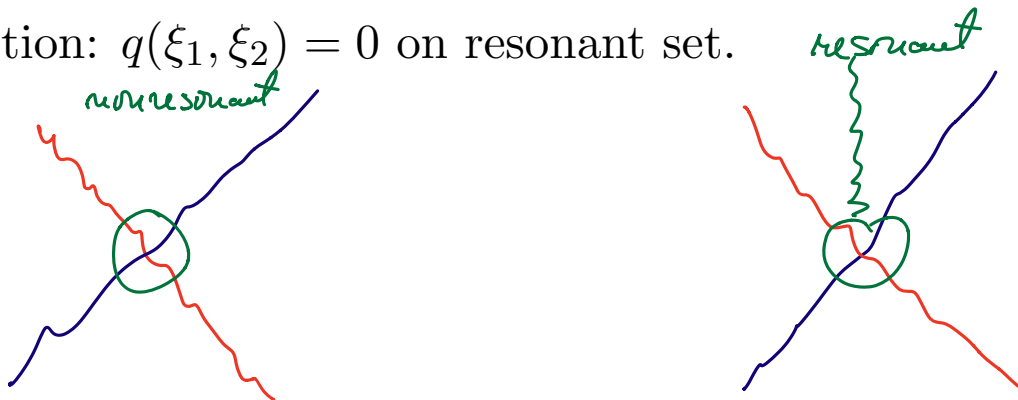 tion: q(ξ₁, ξ₂) = 0 on resonant set.
resonant
nonresonant